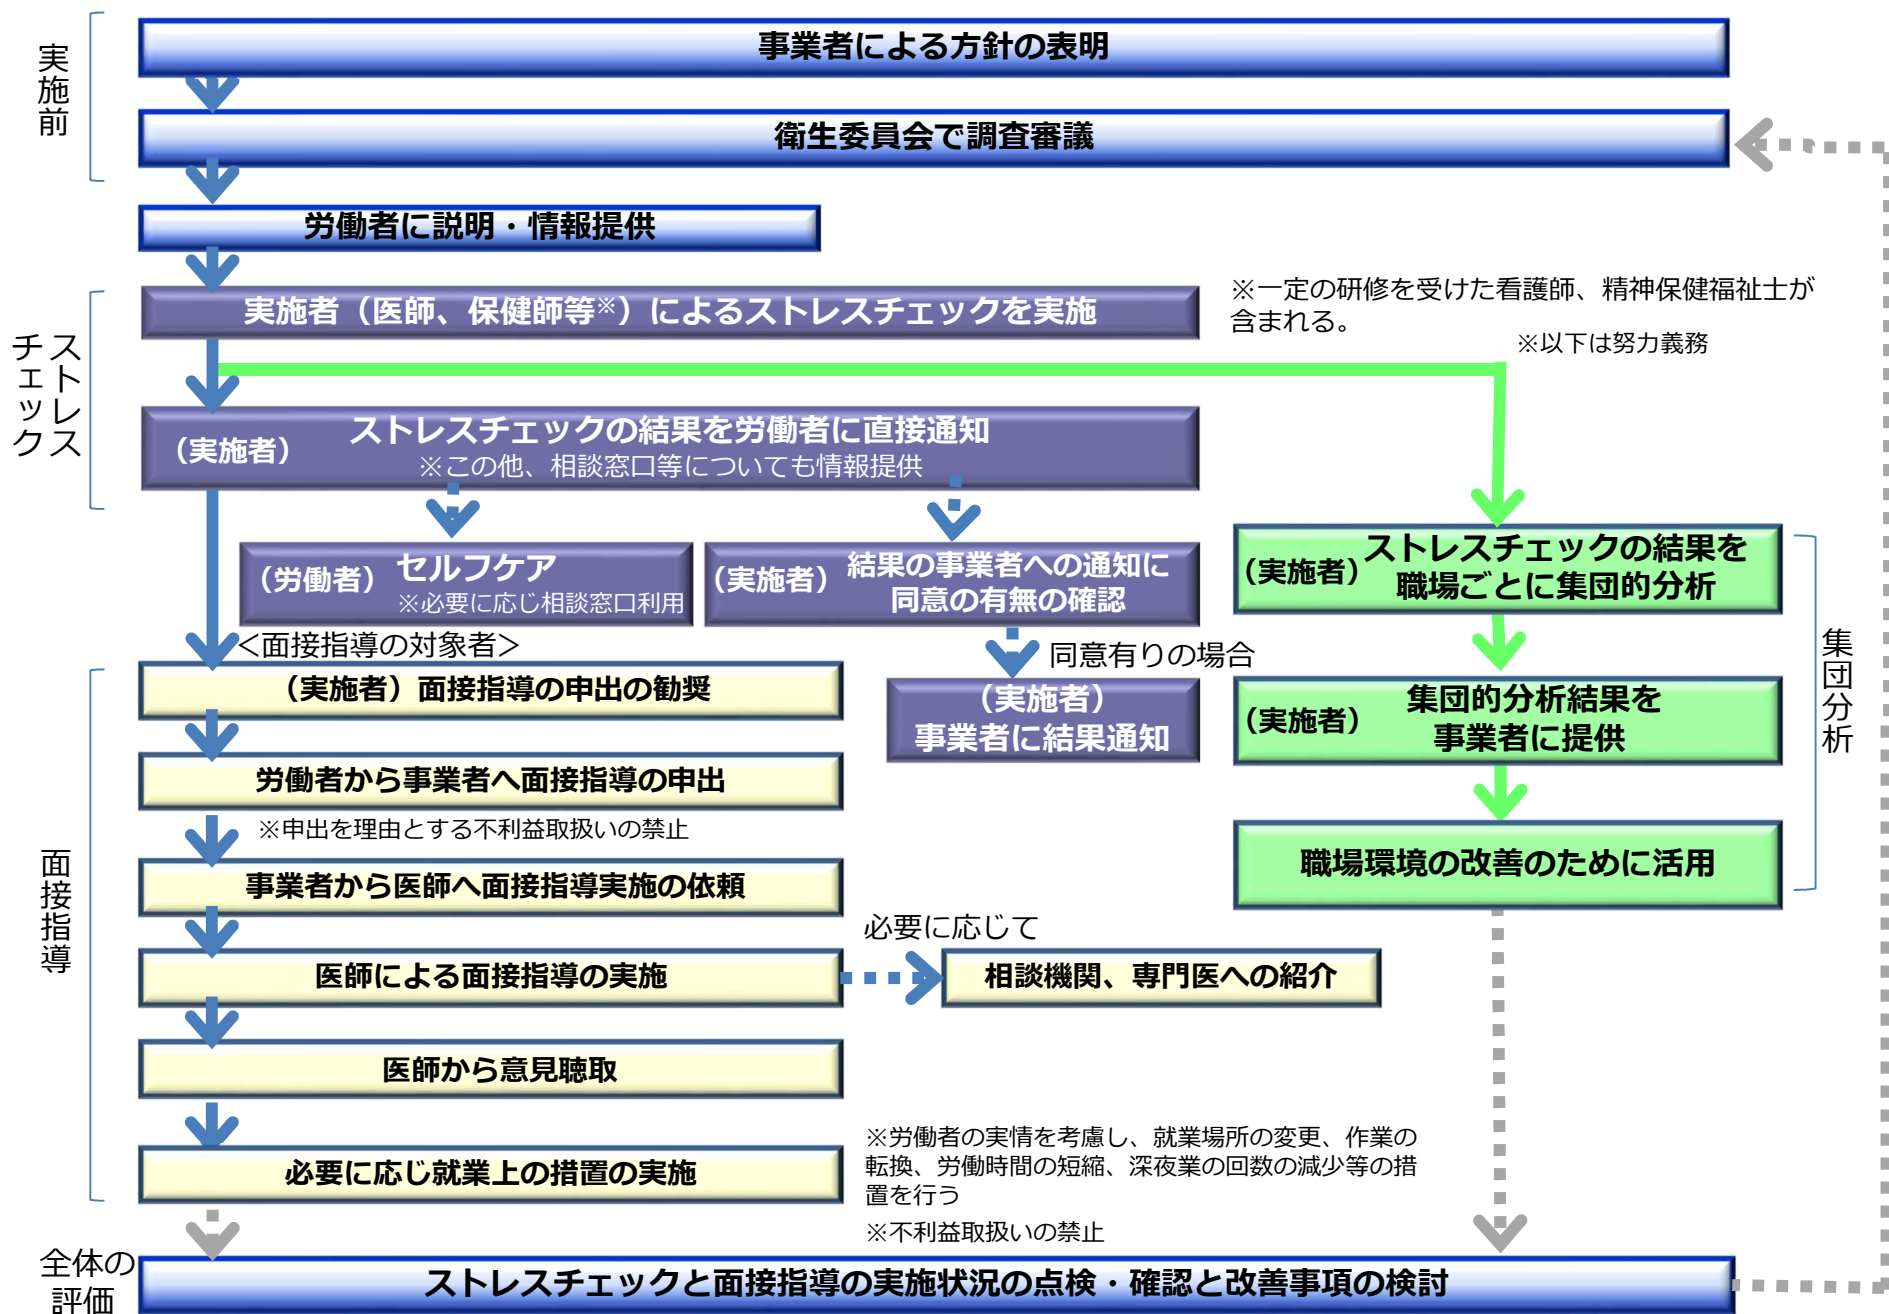 実施前
事業者による方針の表明
衛生委員会で調査審議
労働者に説明・情報提供
ストレス
チェック
実施者（医師、保健師等※）によるストレスチェックを実施
※一定の研修を受けた看護師、精神保健福祉士が
含まれる。
※以下は努力義務
（実施者）
ストレスチェックの結果を労働者に直接通知
※この他、相談窓口等についても情報提供
（労働者）
セルフケア
※必要に応じ相談窓口利用
（実施者）
結果の事業者への通知に
同意の有無の確認
同意有りの場合
（実施者）
事業者に結果通知
集団分析
（実施者）
ストレスチェックの結果を
職場ごとに集団的分析
（実施者）
集団的分析結果を
事業者に提供
職場環境の改善のために活用
面接指導
＜面接指導の対象者＞
（実施者）面接指導の申出の勧奨
労働者から事業者へ面接指導の申出
※申出を理由とする不利益取扱いの禁止
事業者から医師へ面接指導実施の依頼
医師による面接指導の実施
必要に応じて
相談機関、専門医への紹介
医師から意見聴取
必要に応じ就業上の措置の実施
※労働者の実情を考慮し、就業場所の変更、作業の
転換、労働時間の短縮、深夜業の回数の減少等の措
置を行う
※不利益取扱いの禁止
全体の
評価
ストレスチェックと面接指導の実施状況の点検・確認と改善事項の検討